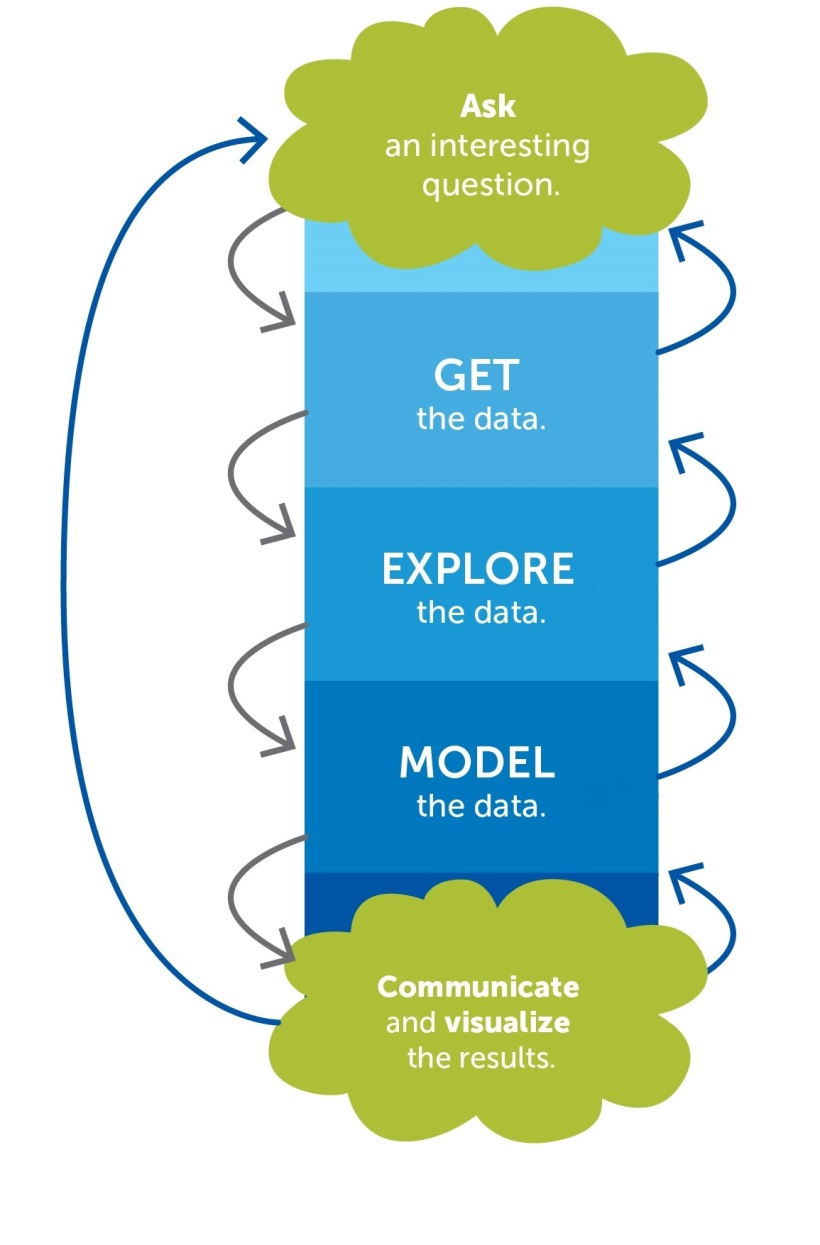 Ask
an interesting
question.
GET
the data.
EXPLORE
the data.
MODEL
the data.
Communicate
and visualize
the results.